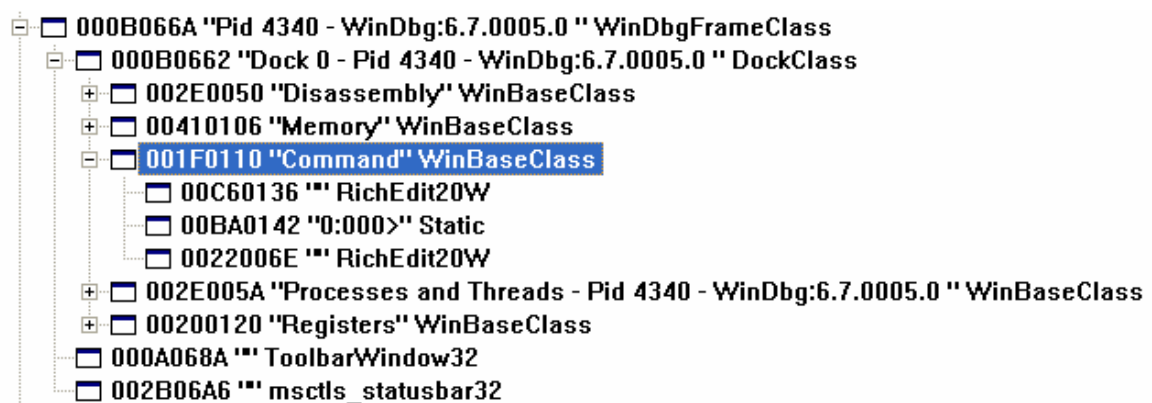 000B066A "Pid 4340 - WinDbg:6.7.0005.0 " WinDbgFrameClass
000B0662 "Dock 0 - Pid 4340 - WinDbg:6.7.0005.0 " DockClass
002E0050 "Disassembly" WinBaseClass
00410106 "Memory" WinBaseClass
001F0110 "Command" WinBaseClass
00C60136 "" RichEdit20W
00BA0142 "0:000>" Static
0022006E "" RichEdit20W
002E005A "Processes and Threads - Pid 4340 - WinDbg:6.7.0005.0 " WinBaseClass
00200120 "Registers" WinBaseClass
000A068A "" ToolbarWindow32
002B06A6 "" msctls_statusbar32